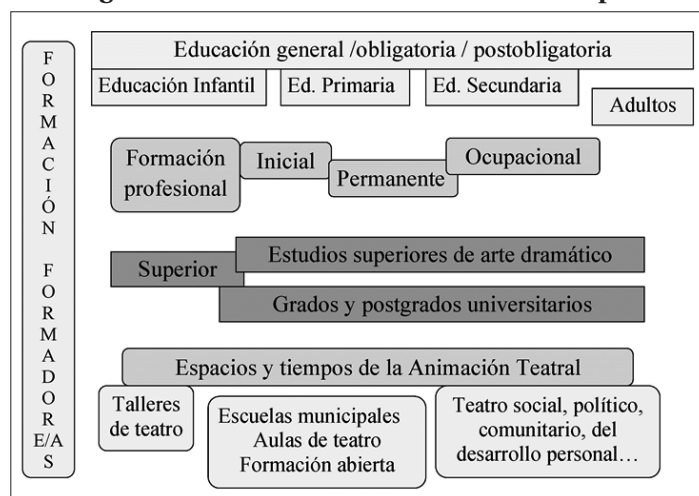 FORMACIÓN FORMADORE/AS
Educación general /obligatoria / postobligatoria
Educación Infantil
Ed. Primaria
Ed. Secundaria
Adultos
Formación
profesional
Inicial
Permanente
Ocupacional
Superior
Estudios superiores de arte dramático
Grados y postgrados universitarios
Espacios y tiempos de la Animación Teatral
Talleres
de teatro
Escuelas municipales
Aulas de teatro
Formación abierta
Teatro social, político,
comunitario, del
desarrollo personal…